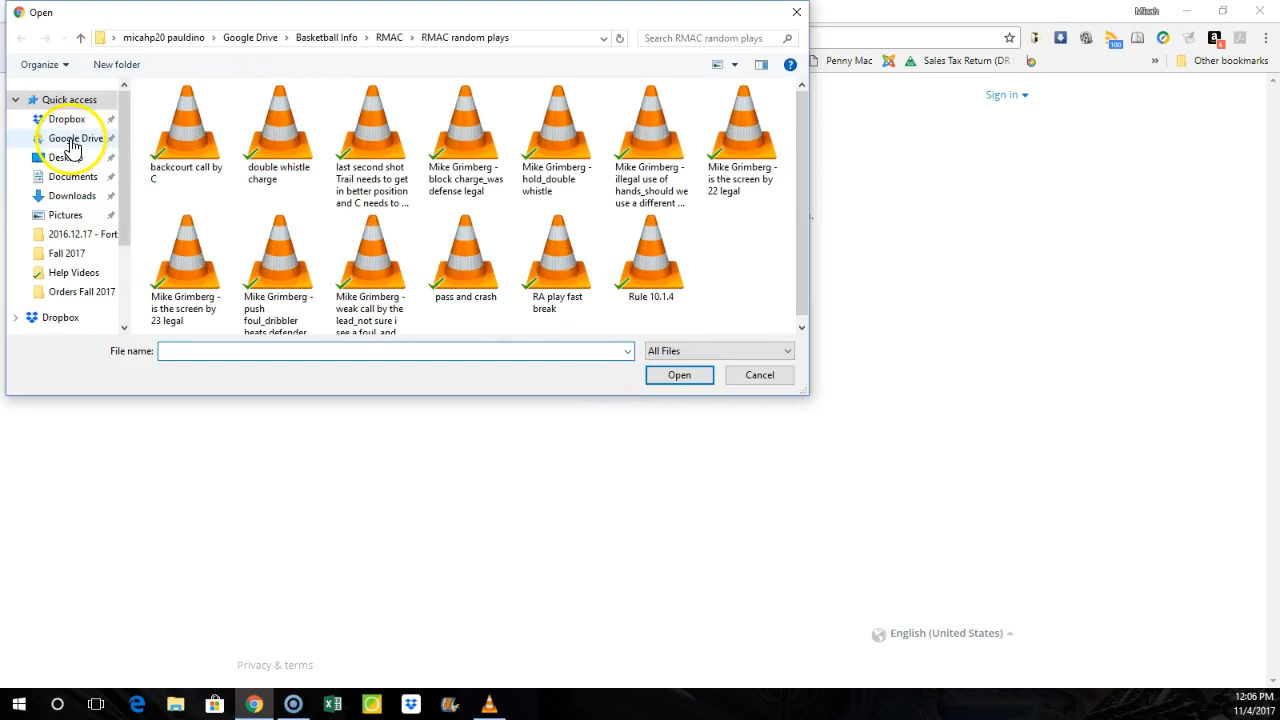 Open
Micah
micahp20 pauldino > Google Drive > Basketball Info > RMAC > RMAC random plays
Search RMAC random plays
100
6
Organize
New folder
Penny Mac
Sales Tax Return (DR
»
Other bookmarks
Quick access
Dropbox
Google Drive
Documents
Downloads
Pictures
2016.12.17 - Fort
Fall 2017
Help Videos
Orders Fall 2017
Dropbox
backcourt call by
C
double whistle
charge
last second shot
Trail needs to get
in better position
and C needs to ...
Mike Grimberg -
block charge_was
defense legal
Mike Grimberg -
hold_double
whistle
Mike Grimberg -
illegal use of
hands_should we
use a different ...
Mike Grimberg -
is the screen by
22 legal
Mike Grimberg -
is the screen by
23 legal
Mike Grimberg -
push
foul_dribbler
beats defender
Mike Grimberg -
weak call by the
lead_not sure i
see a foul and
pass and crash
RA play fast
break
Rule 10.1.4
File name:
All Files
Open
Cancel
Sign in
English (United States)
Privacy & terms
12:06 PM
11/4/2017